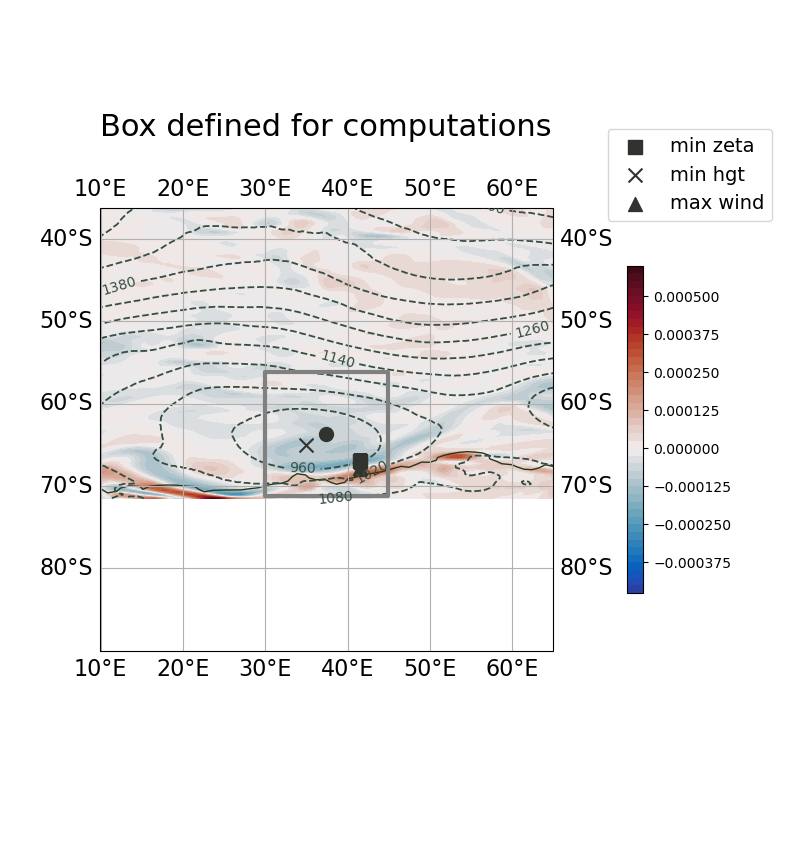 Box defined for computations
min zeta
min hgt
max wind
10°E 20°E 30°E 40°E 50°E 60°E
40°S 40°S
1380
50°S 50°S
1260
1140
60°S 60°S
960
1020
70°S 70°S
1080
80°S 80°S
10°E 20°E 30°E 40°E 50°E 60°E
0.000500
0.000375
0.000250
0.000125
0.000000
−0.000125
−0.000250
−0.000375